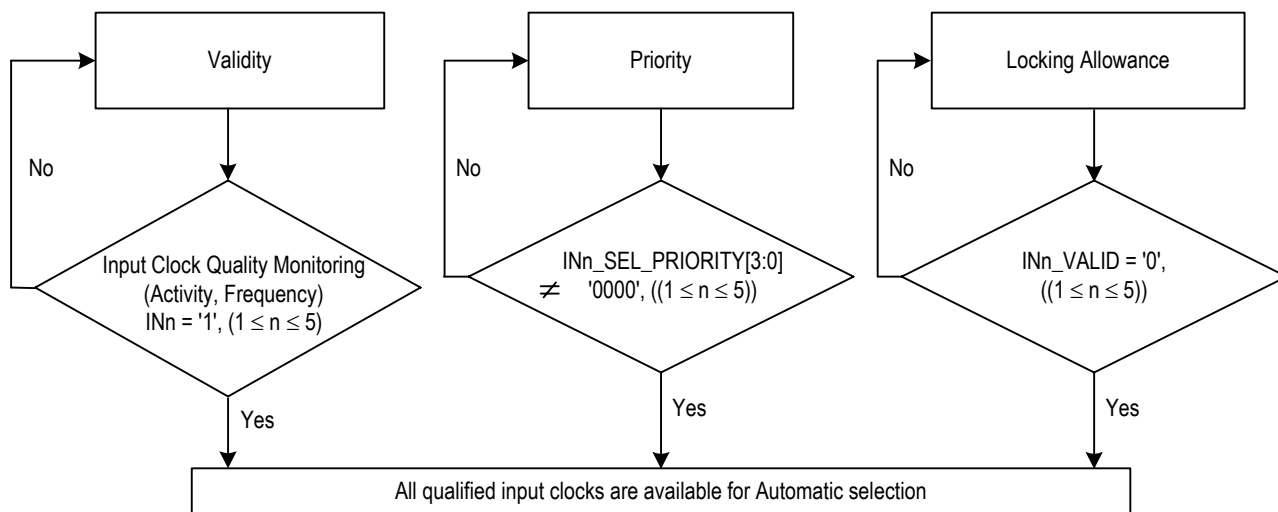 Validity
No
Input Clock Quality Monitoring
(Activity, Frequency)
INn = '1', (1 ≤ n ≤ 5)
Yes
Priority
No
INn_SEL_PRIORITY[3:0]
≠ '0000', ((1 ≤ n ≤ 5))
Yes
Locking Allowance
No
INn_VALID = '0',
((1 ≤ n ≤ 5))
Yes
All qualified input clocks are available for Automatic selection